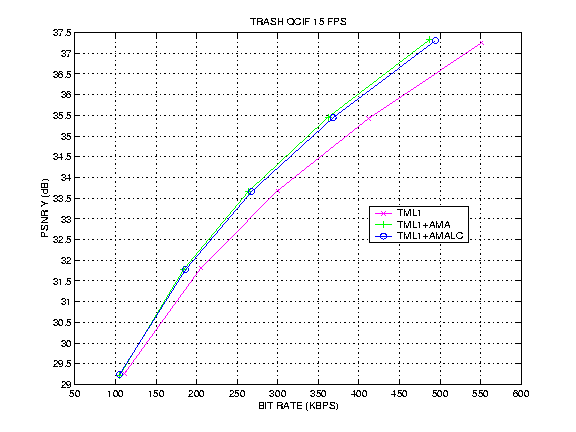 TRASH QCIF 15 FPS
37.5
37
36.5
36
35.5
35
34.5
34
33.5
33
32.5
32
31.5
31
30.5
30
29.5
29
PSNR Y (dB)
TML1
TML1+AMA
TML1+AMALC
50 100 150 200 250 300 350 400 450 500 550 600
BIT RATE (KBPS)